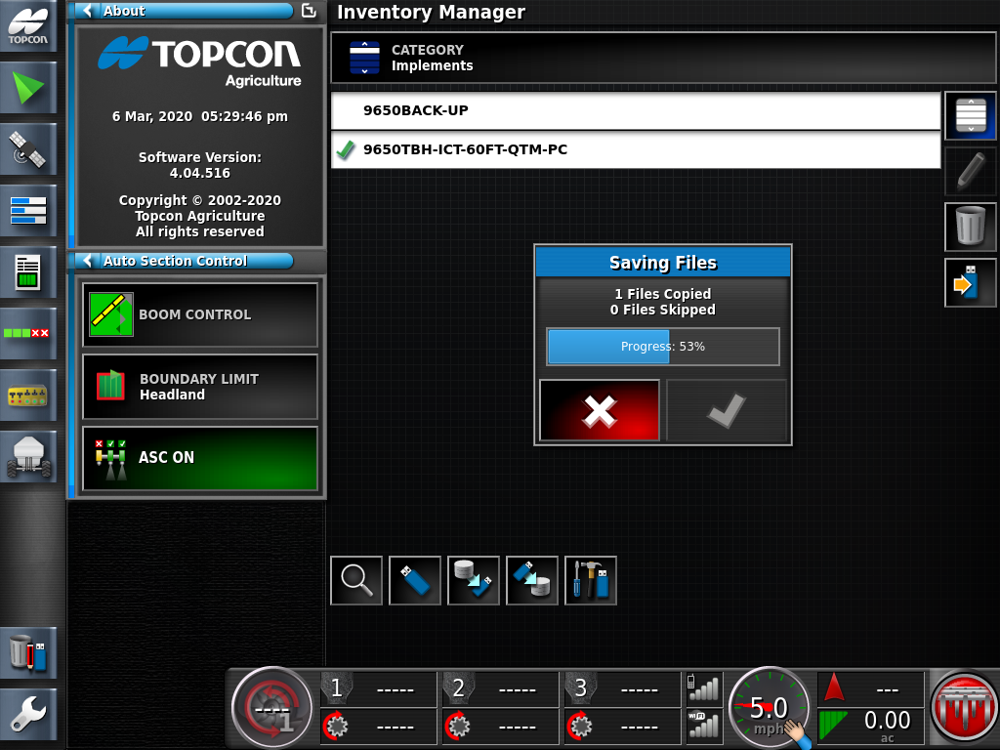 TOPCON
About
TOPCON
Agriculture
6 Mar, 2020 05:29:46 pm
Software Version:
4.04.516
Copyright © 2002-2020
Topcon Agriculture
All rights reserved
Auto Section Control
BOOM CONTROL
BOUNDARY LIMIT
Headland
ASC ON
Inventory Manager
CATEGORY
Implements
9650BACK-UP
9650TBH-ICT-60FT-QTM-PC
Saving Files
1 Files Copied
0 Files Skipped
Progress: 53%
----
1
1 -----
-----
2 -----
-----
3 -----
-----
WiFi
5.0
mph
---
0.00
ac